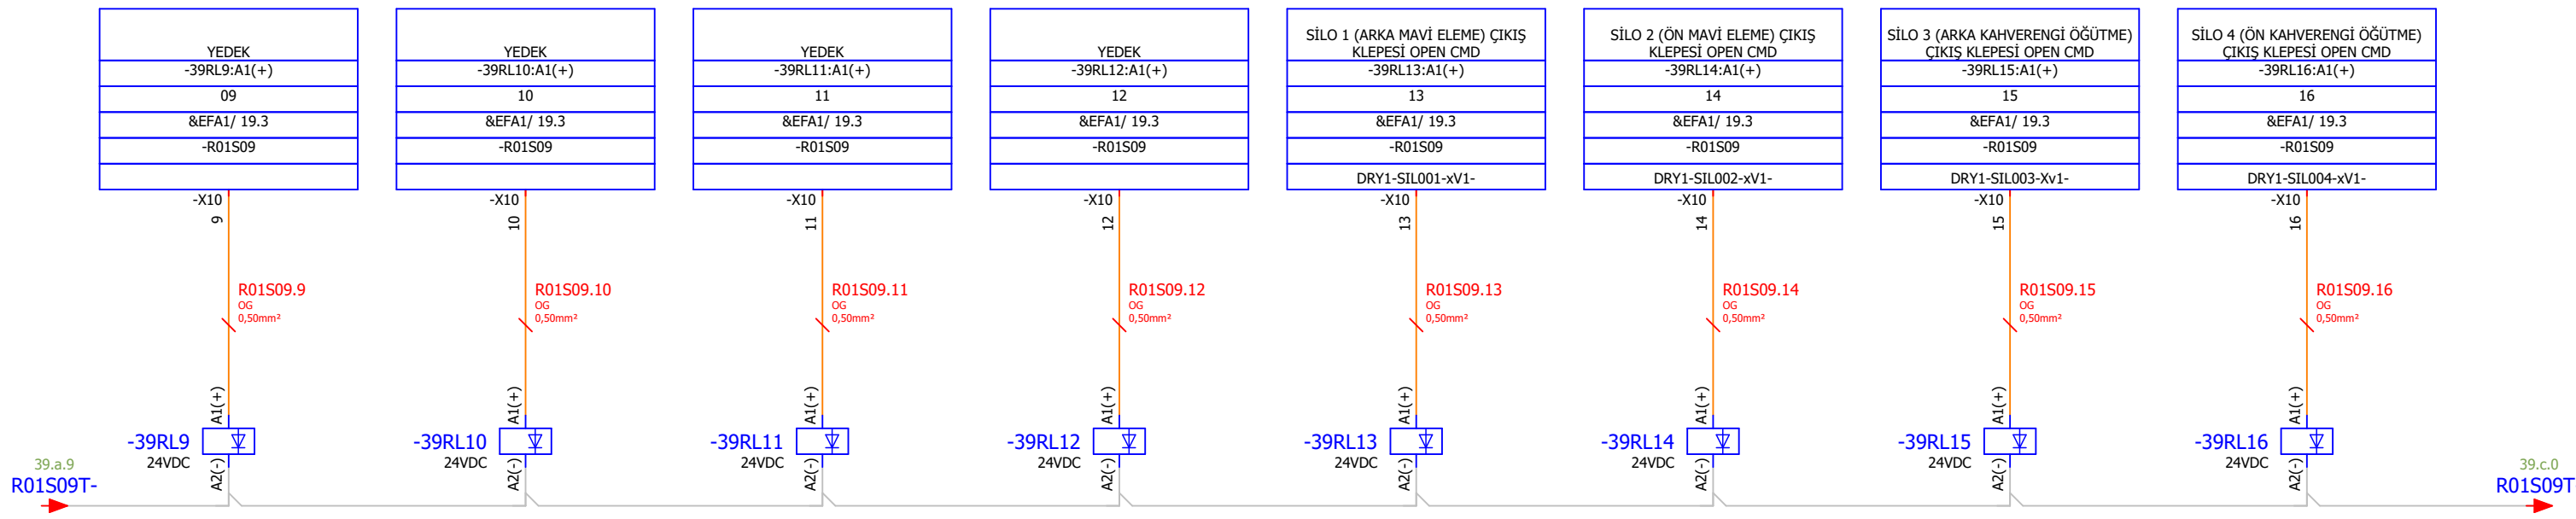 YEDEK
-39RL9:A1(+)
09
&EFA1/ 19.3
-R01S09
YEDEK
-39RL10:A1(+)
10
&EFA1/ 19.3
-R01S09
YEDEK
-39RL11:A1(+)
11
&EFA1/ 19.3
-R01S09
YEDEK
-39RL12:A1(+)
12
&EFA1/ 19.3
-R01S09
SİLO 1 (ARKA MAVİ ELEME) ÇIKIŞ
KLEPESİ OPEN CMD
-39RL13:A1(+)
13
&EFA1/ 19.3
-R01S09
DRY1-SIL001-xV1-
SİLO 2 (ÖN MAVİ ELEME) ÇIKIŞ
KLEPESİ OPEN CMD
-39RL14:A1(+)
14
&EFA1/ 19.3
-R01S09
DRY1-SIL002-xV1-
SİLO 3 (ARKA KAHVERENGİ ÖĞÜTME)
ÇIKIŞ KLEPESİ OPEN CMD
-39RL15:A1(+)
15
&EFA1/ 19.3
-R01S09
DRY1-SIL003-Xv1-
SİLO 4 (ÖN KAHVERENGİ ÖĞÜTME)
ÇIKIŞ KLEPESİ OPEN CMD
-39RL16:A1(+)
16
&EFA1/ 19.3
-R01S09
DRY1-SIL004-xV1-
-X10
9
R01S09.9
OG
0,50mm²
A1(+)
-39RL9
24VDC
A2(-)
-X10
10
R01S09.10
OG
0,50mm²
A1(+)
-39RL10
24VDC
A2(-)
-X10
11
R01S09.11
OG
0,50mm²
A1(+)
-39RL11
24VDC
A2(-)
-X10
12
R01S09.12
OG
0,50mm²
A1(+)
-39RL12
24VDC
A2(-)
-X10
13
R01S09.13
OG
0,50mm²
A1(+)
-39RL13
24VDC
A2(-)
-X10
14
R01S09.14
OG
0,50mm²
A1(+)
-39RL14
24VDC
A2(-)
-X10
15
R01S09.15
OG
0,50mm²
A1(+)
-39RL15
24VDC
A2(-)
-X10
16
R01S09.16
OG
0,50mm²
A1(+)
-39RL16
24VDC
A2(-)
39.a.9
R01S09T-
39.c.0
R01S09T